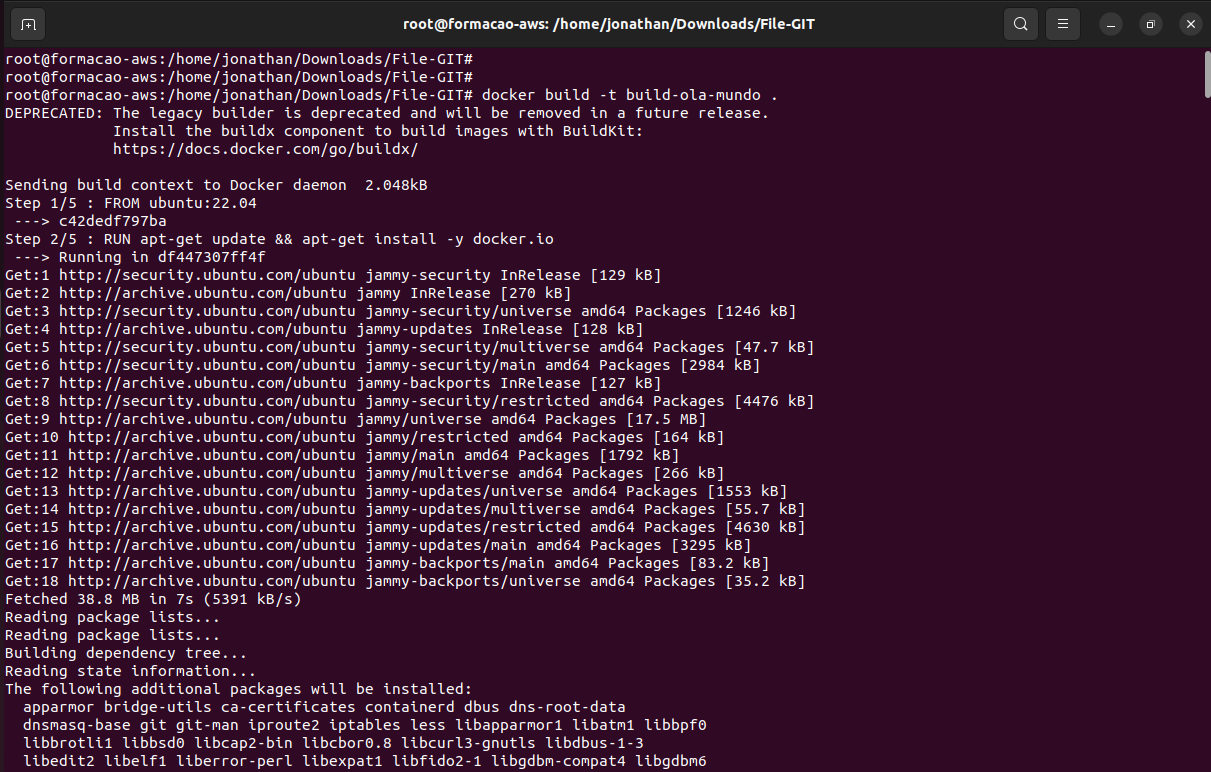 root@formacao-aws: /home/jonathan/Downloads/File-GIT
root@formacao-aws:/home/jonathan/Downloads/File-GIT#
root@formacao-aws:/home/jonathan/Downloads/File-GIT#
root@formacao-aws:/home/jonathan/Downloads/File-GIT# docker build -t build-ola-mundo .
DEPRECATED: The legacy builder is deprecated and will be removed in a future release.
            Install the buildx component to build images with BuildKit:
            https://docs.docker.com/go/buildx/

Sending build context to Docker daemon  2.048kB
Step 1/5 : FROM ubuntu:22.04
 ---> c42dedf797ba
Step 2/5 : RUN apt-get update && apt-get install -y docker.io
 ---> Running in df447307ff4f
Get:1 http://security.ubuntu.com/ubuntu jammy-security InRelease [129 kB]
Get:2 http://archive.ubuntu.com/ubuntu jammy InRelease [270 kB]
Get:3 http://security.ubuntu.com/ubuntu jammy-security/universe amd64 Packages [1246 kB]
Get:4 http://archive.ubuntu.com/ubuntu jammy-updates InRelease [128 kB]
Get:5 http://security.ubuntu.com/ubuntu jammy-security/multiverse amd64 Packages [47.7 kB]
Get:6 http://security.ubuntu.com/ubuntu jammy-security/main amd64 Packages [2984 kB]
Get:7 http://archive.ubuntu.com/ubuntu jammy-backports InRelease [127 kB]
Get:8 http://security.ubuntu.com/ubuntu jammy-security/restricted amd64 Packages [4476 kB]
Get:9 http://archive.ubuntu.com/ubuntu jammy/universe amd64 Packages [17.5 MB]
Get:10 http://archive.ubuntu.com/ubuntu jammy/restricted amd64 Packages [164 kB]
Get:11 http://archive.ubuntu.com/ubuntu jammy/main amd64 Packages [1792 kB]
Get:12 http://archive.ubuntu.com/ubuntu jammy/multiverse amd64 Packages [266 kB]
Get:13 http://archive.ubuntu.com/ubuntu jammy-updates/universe amd64 Packages [1553 kB]
Get:14 http://archive.ubuntu.com/ubuntu jammy-updates/multiverse amd64 Packages [55.7 kB]
Get:15 http://archive.ubuntu.com/ubuntu jammy-updates/restricted amd64 Packages [4630 kB]
Get:16 http://archive.ubuntu.com/ubuntu jammy-updates/main amd64 Packages [3295 kB]
Get:17 http://archive.ubuntu.com/ubuntu jammy-backports/main amd64 Packages [83.2 kB]
Get:18 http://archive.ubuntu.com/ubuntu jammy-backports/universe amd64 Packages [35.2 kB]
Fetched 38.8 MB in 7s (5391 kB/s)
Reading package lists...
Reading package lists...
Building dependency tree...
Reading state information...
The following additional packages will be installed:
  apparmor bridge-utils ca-certificates containerd dbus dns-root-data
  dnsmasq-base git git-man iproute2 iptables less libapparmor1 libatm1 libbpf0
  libbrotli1 libbsd0 libcap2-bin libcbor0.8 libcurl3-gnutls libdbus-1-3
  libedit2 libelf1 liberror-perl libexpat1 libfido2-1 libgdbm-compat4 libgdbm6